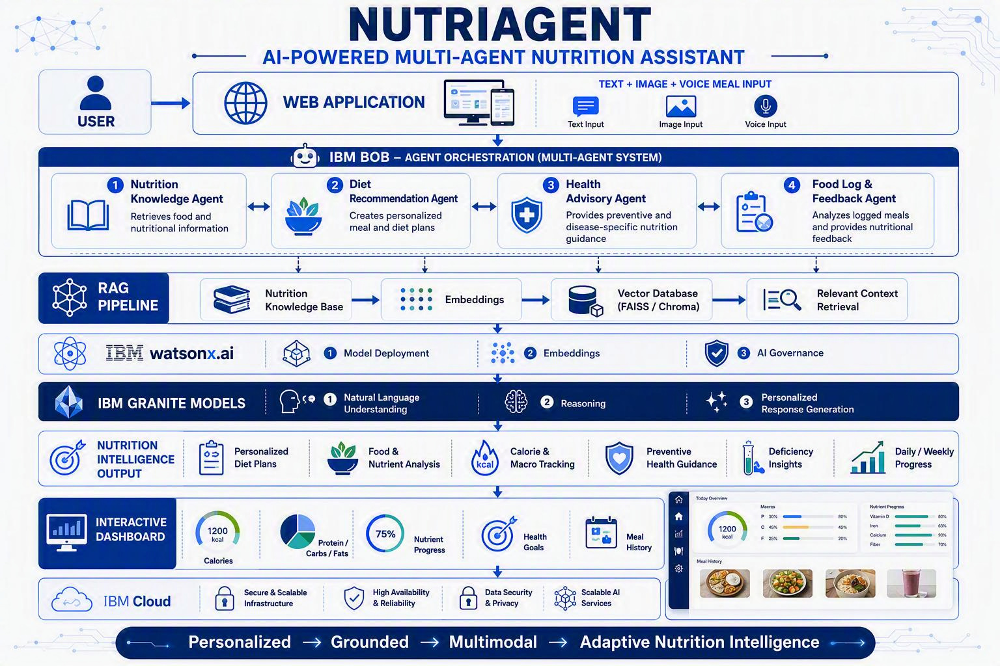 NUTRIAGENT
AI-POWERED MULTI-AGENT NUTRITION ASSISTANT
USER
WEB APPLICATION
TEXT + IMAGE + VOICE MEAL INPUT
Text Input
Image Input
Voice Input
IBM BOB – AGENT ORCHESTRATION (MULTI-AGENT SYSTEM)
1 Nutrition
Knowledge Agent
Retrieves food and
nutritional information
2 Diet
Recommendation Agent
Creates personalized
meal and diet plans
3 Health
Advisory Agent
Provides preventive and
disease-specific nutrition
guidance
4 Food Log &
Feedback Agent
Analyzes logged meals
and provides nutritional
feedback
RAG
PIPELINE
Nutrition
Knowledge Base
Embeddings
Vector Database
(FAISS / Chroma)
Relevant Context
Retrieval
IBM watsonx.ai
1 Model Deployment
2 Embeddings
3 AI Governance
IBM GRANITE MODELS
1 Natural Language
Understanding
2 Reasoning
3 Personalized
Response Generation
NUTRITION
INTELLIGENCE
OUTPUT
Personalized
Diet Plans
Food &
Nutrient Analysis
kcal
Calorie &
Macro Tracking
Preventive
Health Guidance
Deficiency
Insights
Daily / Weekly
Progress
INTERACTIVE
DASHBOARD
1200
kcal
Calories
Protein /
Carbs / Fats
75%
Nutrient
Progress
Health
Goals
Meal
History
Today Overview
1200
kcal
Macros
P 30% 80%
C 45% 45%
F 25% 20%
Nutrient Progress
Vitamin D 80%
Iron 65%
Calcium 90%
Fiber 70%
Meal History
IBM Cloud
Secure & Scalable
Infrastructure
High Availability
& Reliability
Data Security
& Privacy
Scalable AI
Services
Personalized → Grounded → Multimodal → Adaptive Nutrition Intelligence